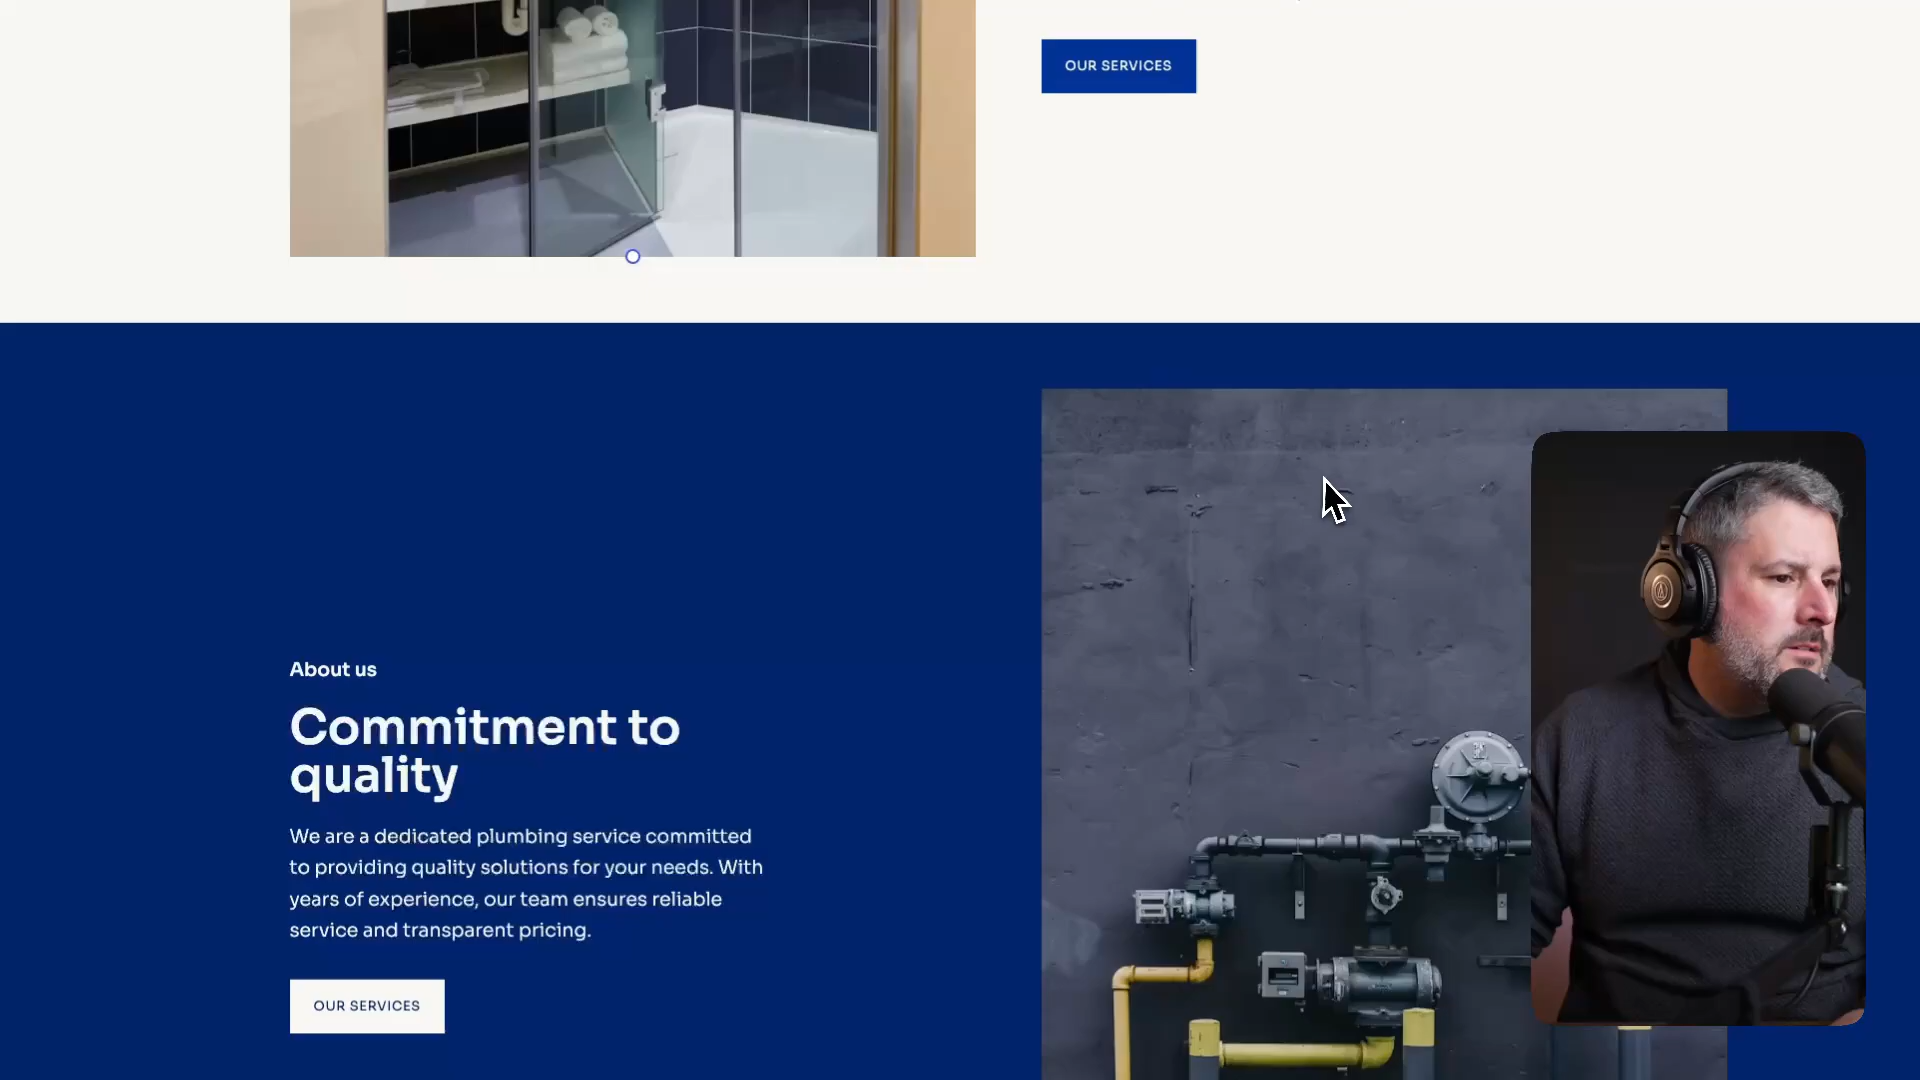 OUR SERVICES
About us
Commitment to
quality
We are a dedicated plumbing service committed
to providing quality solutions for your needs. With
years of experience, our team ensures reliable
service and transparent pricing.
OUR SERVICES